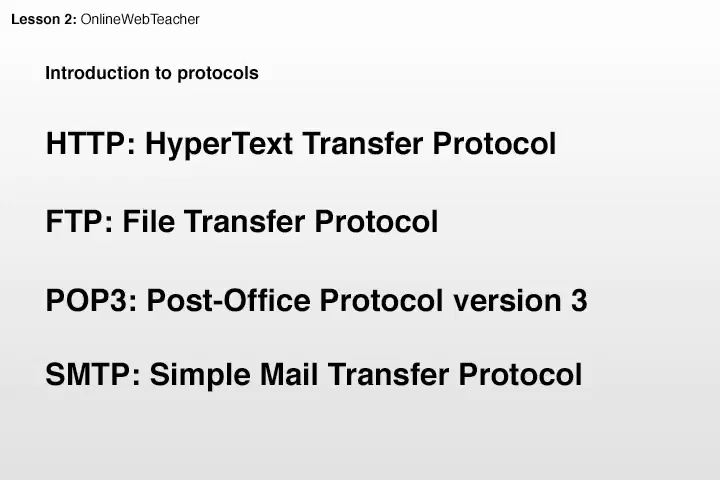 Lesson 2: OnlineWebTeacher
Introduction to protocols
HTTP: HyperText Transfer Protocol
FTP: File Transfer Protocol
POP3: Post-Office Protocol version 3
SMTP: Simple Mail Transfer Protocol